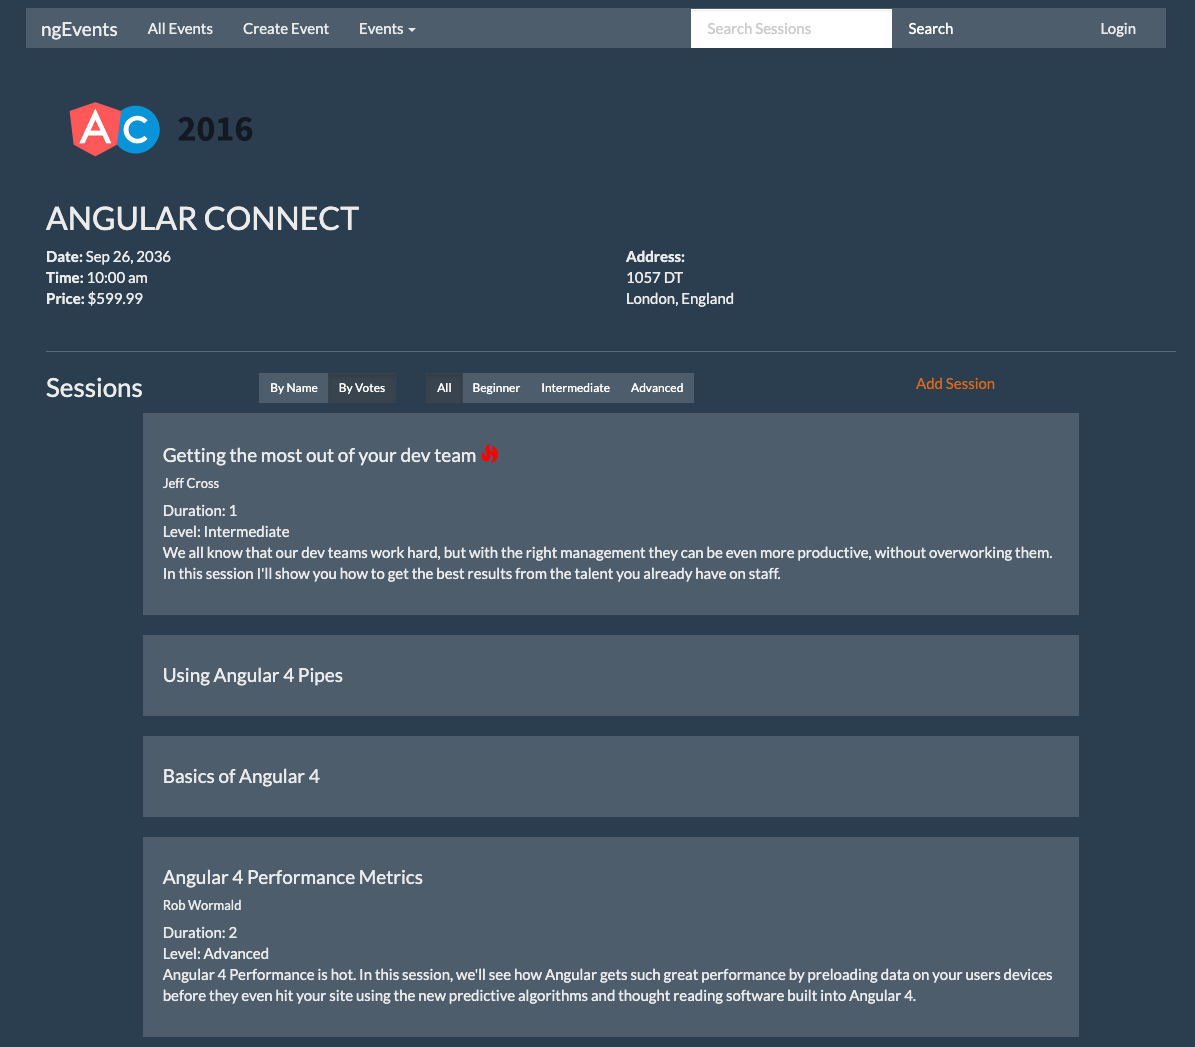 ngEvents All Events Create Event Events Search Sessions Search Login
AC 2016
ANGULAR CONNECT
Date: Sep 26, 2036
Time: 10:00 am
Price: $599.99
Address:
1057 DT
London, England
Sessions By Name By Votes All Beginner Intermediate Advanced Add Session
Getting the most out of your dev team
Jeff Cross
Duration: 1
Level: Intermediate
We all know that our dev teams work hard, but with the right management they can be even more productive, without overworking them.
In this session I'll show you how to get the best results from the talent you already have on staff.
Using Angular 4 Pipes
Basics of Angular 4
Angular 4 Performance Metrics
Rob Wormald
Duration: 2
Level: Advanced
Angular 4 Performance is hot. In this session, we'll see how Angular gets such great performance by preloading data on your users devices
before they even hit your site using the new predictive algorithms and thought reading software built into Angular 4.